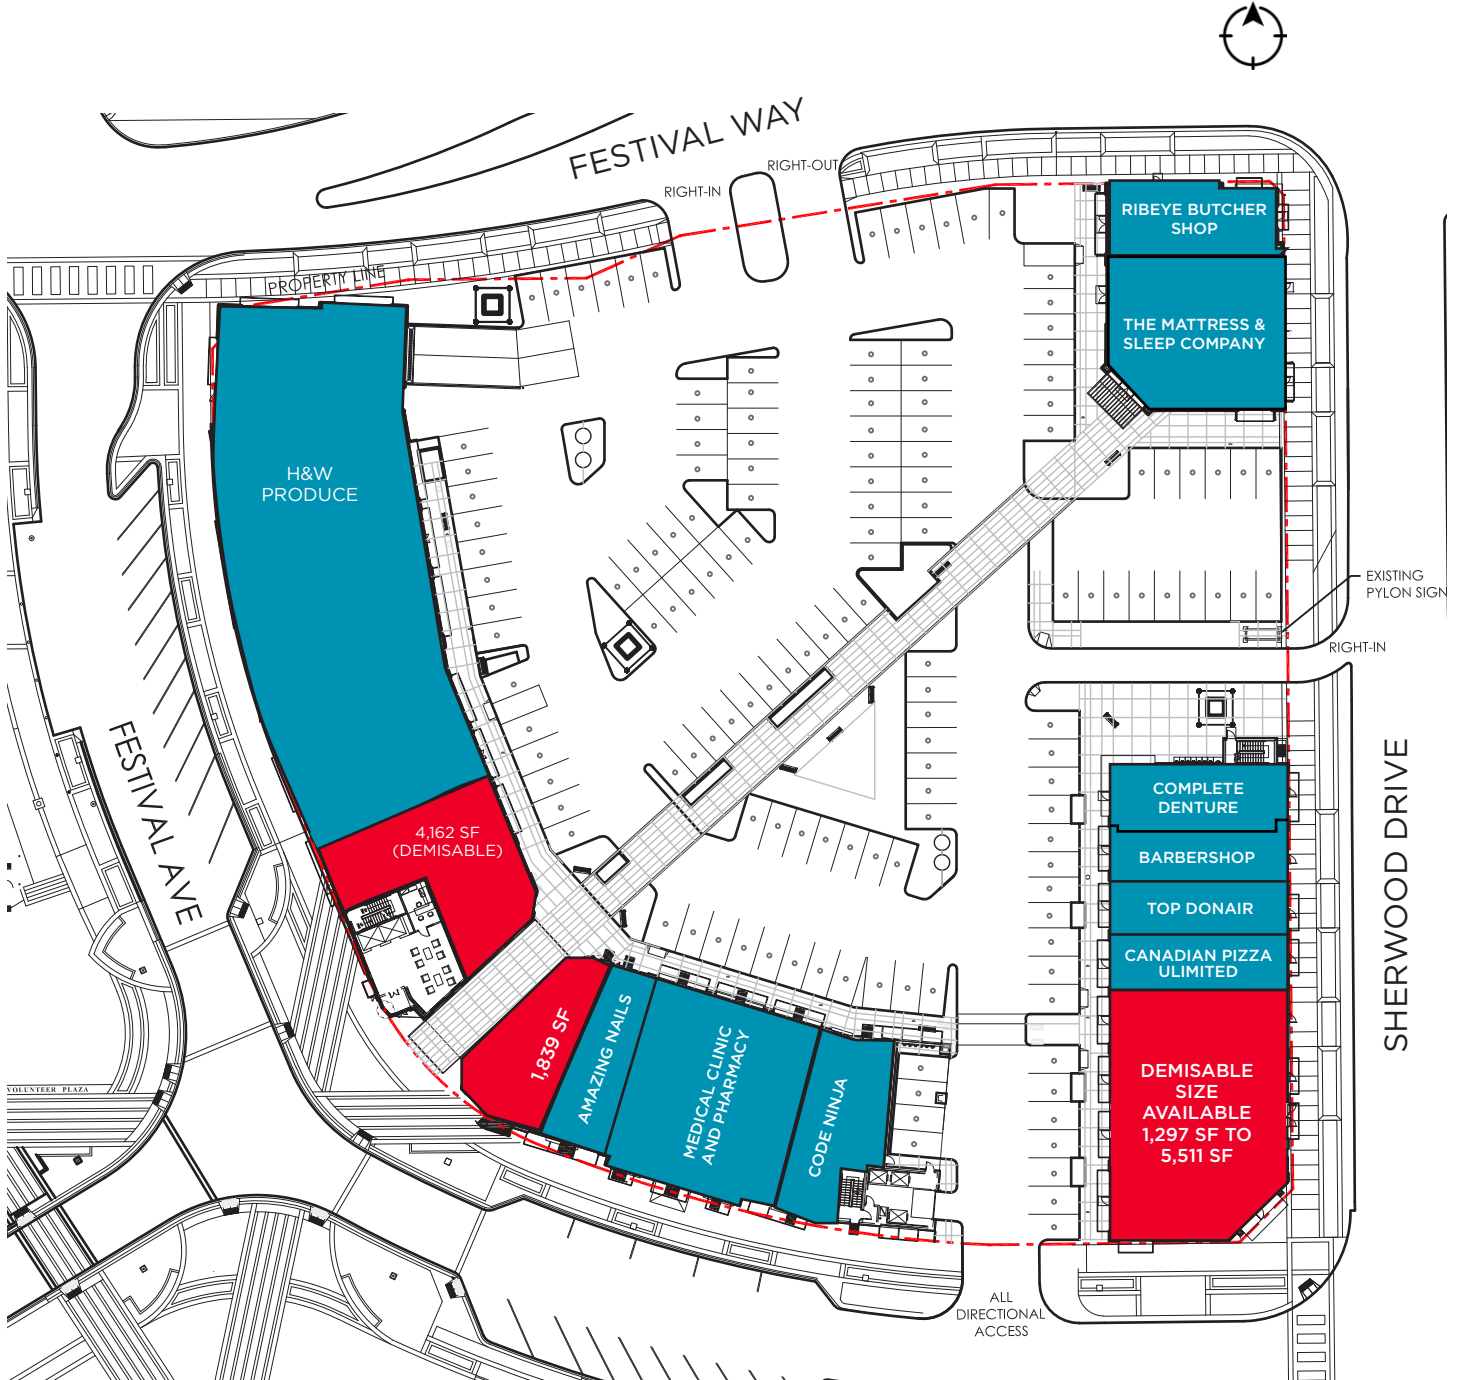 FESTIVAL WAY
RIGHT-OUT
RIGHT-IN
PROPERTY LINE
RIBEYE BUTCHER
SHOP
THE MATTRESS &
SLEEP COMPANY
H&W
PRODUCE
EXISTING
PYLON SIGN
RIGHT-IN
FESTIVAL AVE
4,162 SF
(DEMISABLE)
SHERWOOD DRIVE
COMPLETE
DENTURE
BARBERSHOP
TOP DONAIR
CANADIAN PIZZA
ULIMITED
1,839 SF
AMAZING NAILS
MEDICAL CLINIC
AND PHARMACY
CODE NINJA
DEMISABLE
SIZE
AVAILABLE
1,297 SF TO
5,511 SF
VOLUNTEER PLAZA
ALL
DIRECTIONAL
ACCESS